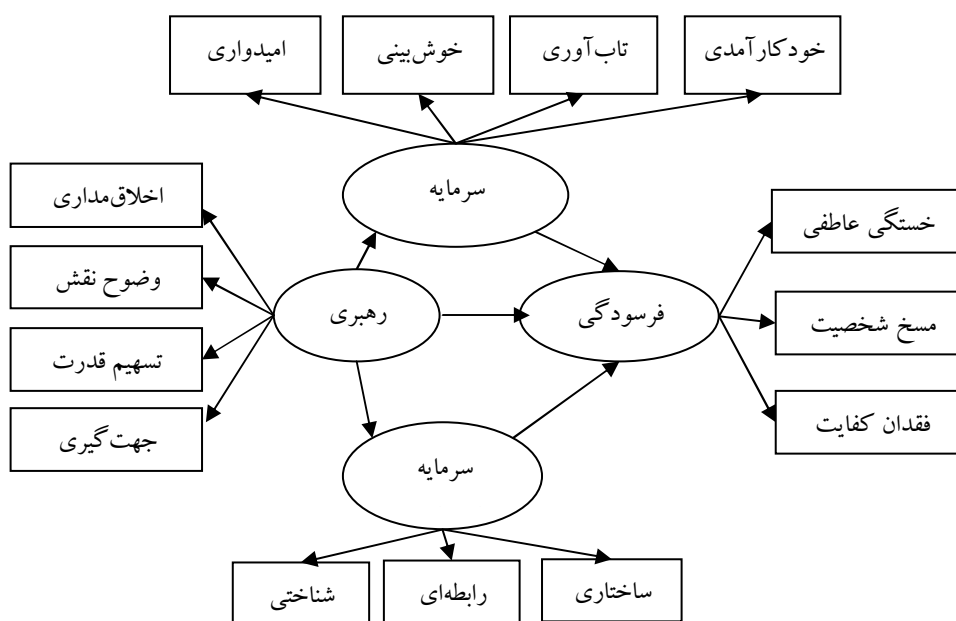 خودکارآمدی
تاب‌آوری
خوش‌بینی
امیدواری
سرمایه
اخلاق‌مداری
خستگی عاطفی
وضوح نقش
فرسودگی
رهبری
مسخ شخصیت
تسهیم قدرت
فقدان کفایت
جهت‌گیری
سرمایه
ساختاری
رابطه‌ای
شناختی